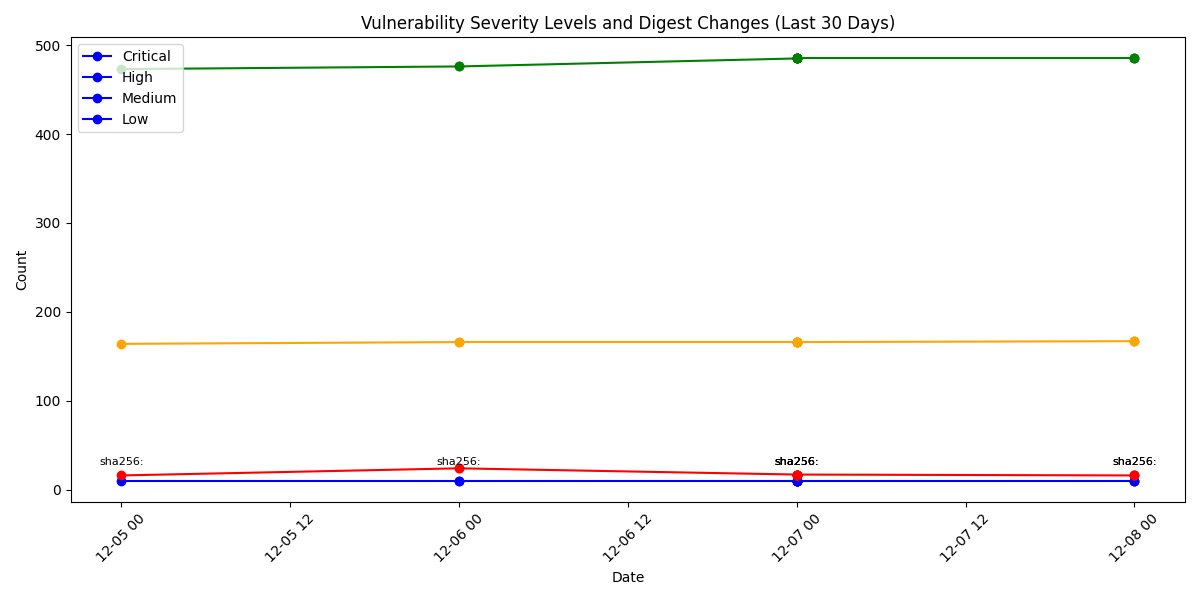 Vulnerability Severity Levels and Digest Changes (Last 30 Days)
Critical
High
Medium
Low
500
400
300
200
100
0
Count
sha256:
sha256:
sha256:
sha256:
12-05 00
12-05 12
12-06 00
12-06 12
12-07 00
12-07 12
12-08 00
Date